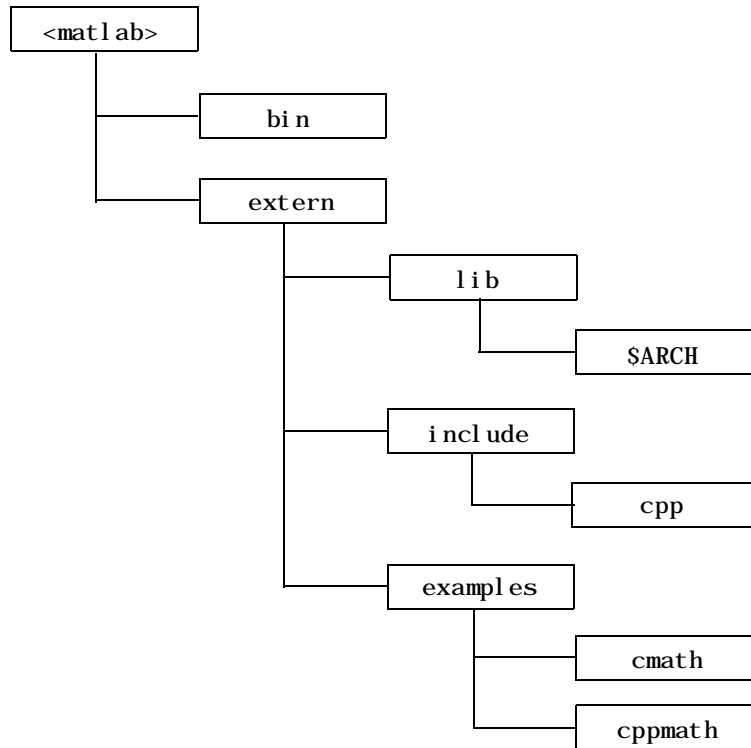 <matlab>
bin
extern
lib
$ARCH
include
cpp
examples
cmath
cppmath